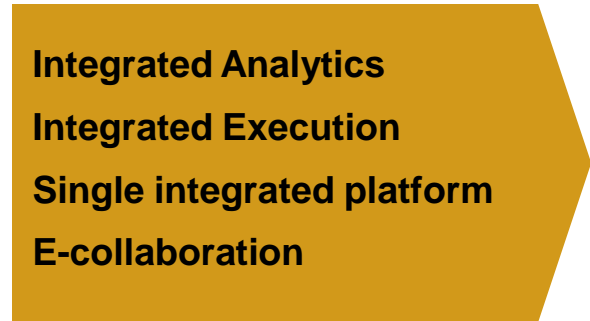 Integrated Analytics
Integrated Execution
Single integrated platform
E-collaboration